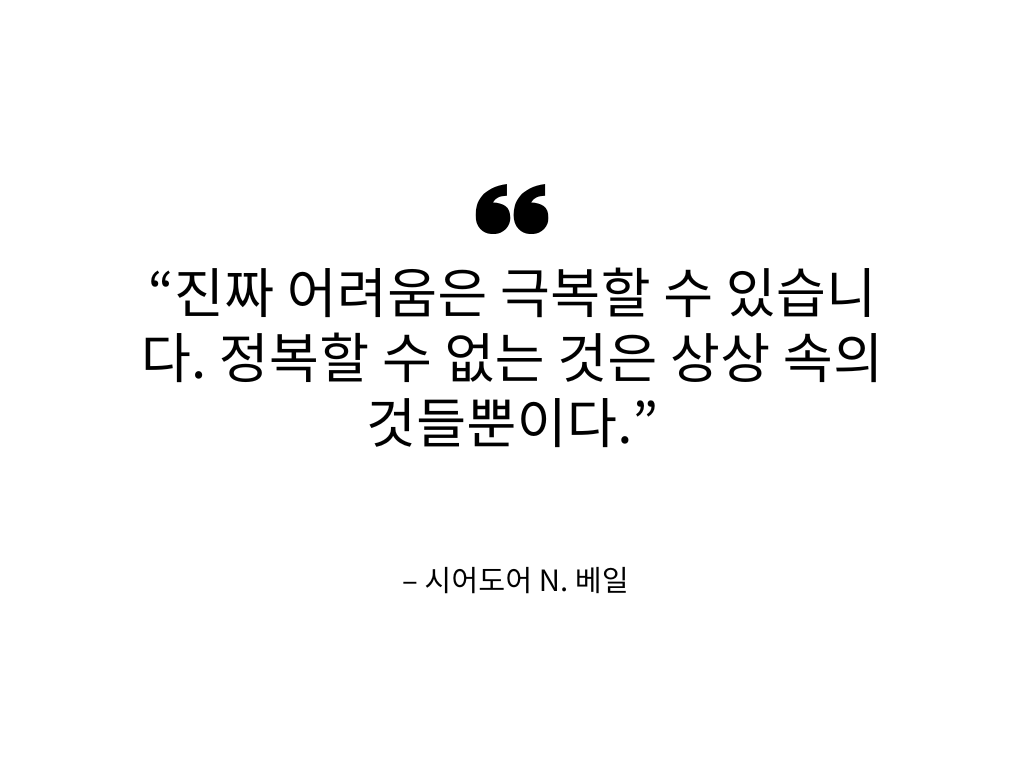 ❝
“진짜 어려움은 극복할 수 있습니
다. 정복할 수 없는 것은 상상 속의
것들뿐이다.”
– 시어도어 N. 베일